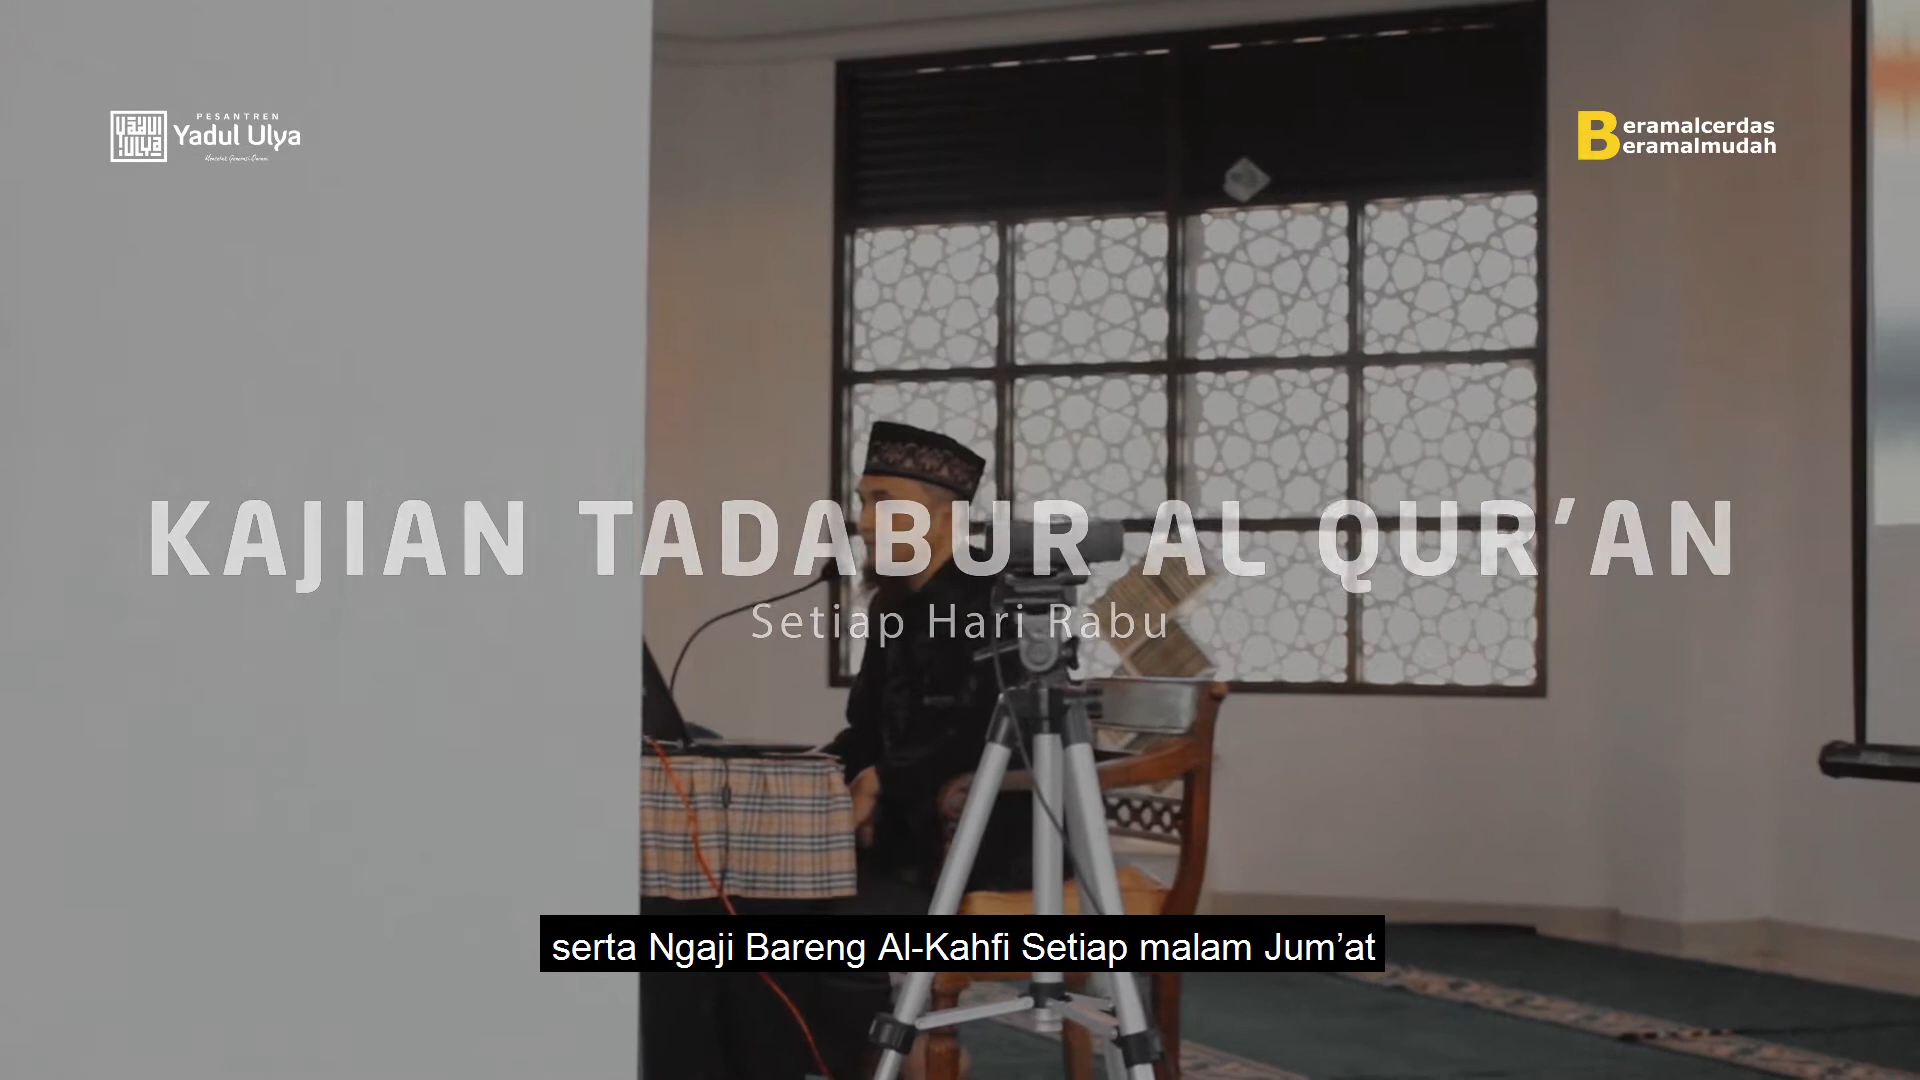 PESANTREN
Yadul Ulya
Beramalcerdas
Beramalmudah
KAJIAN TADABUR AL QUR’AN
Setiap Hari Rabu
serta Ngaji Bareng Al-Kahfi Setiap malam Jum’at